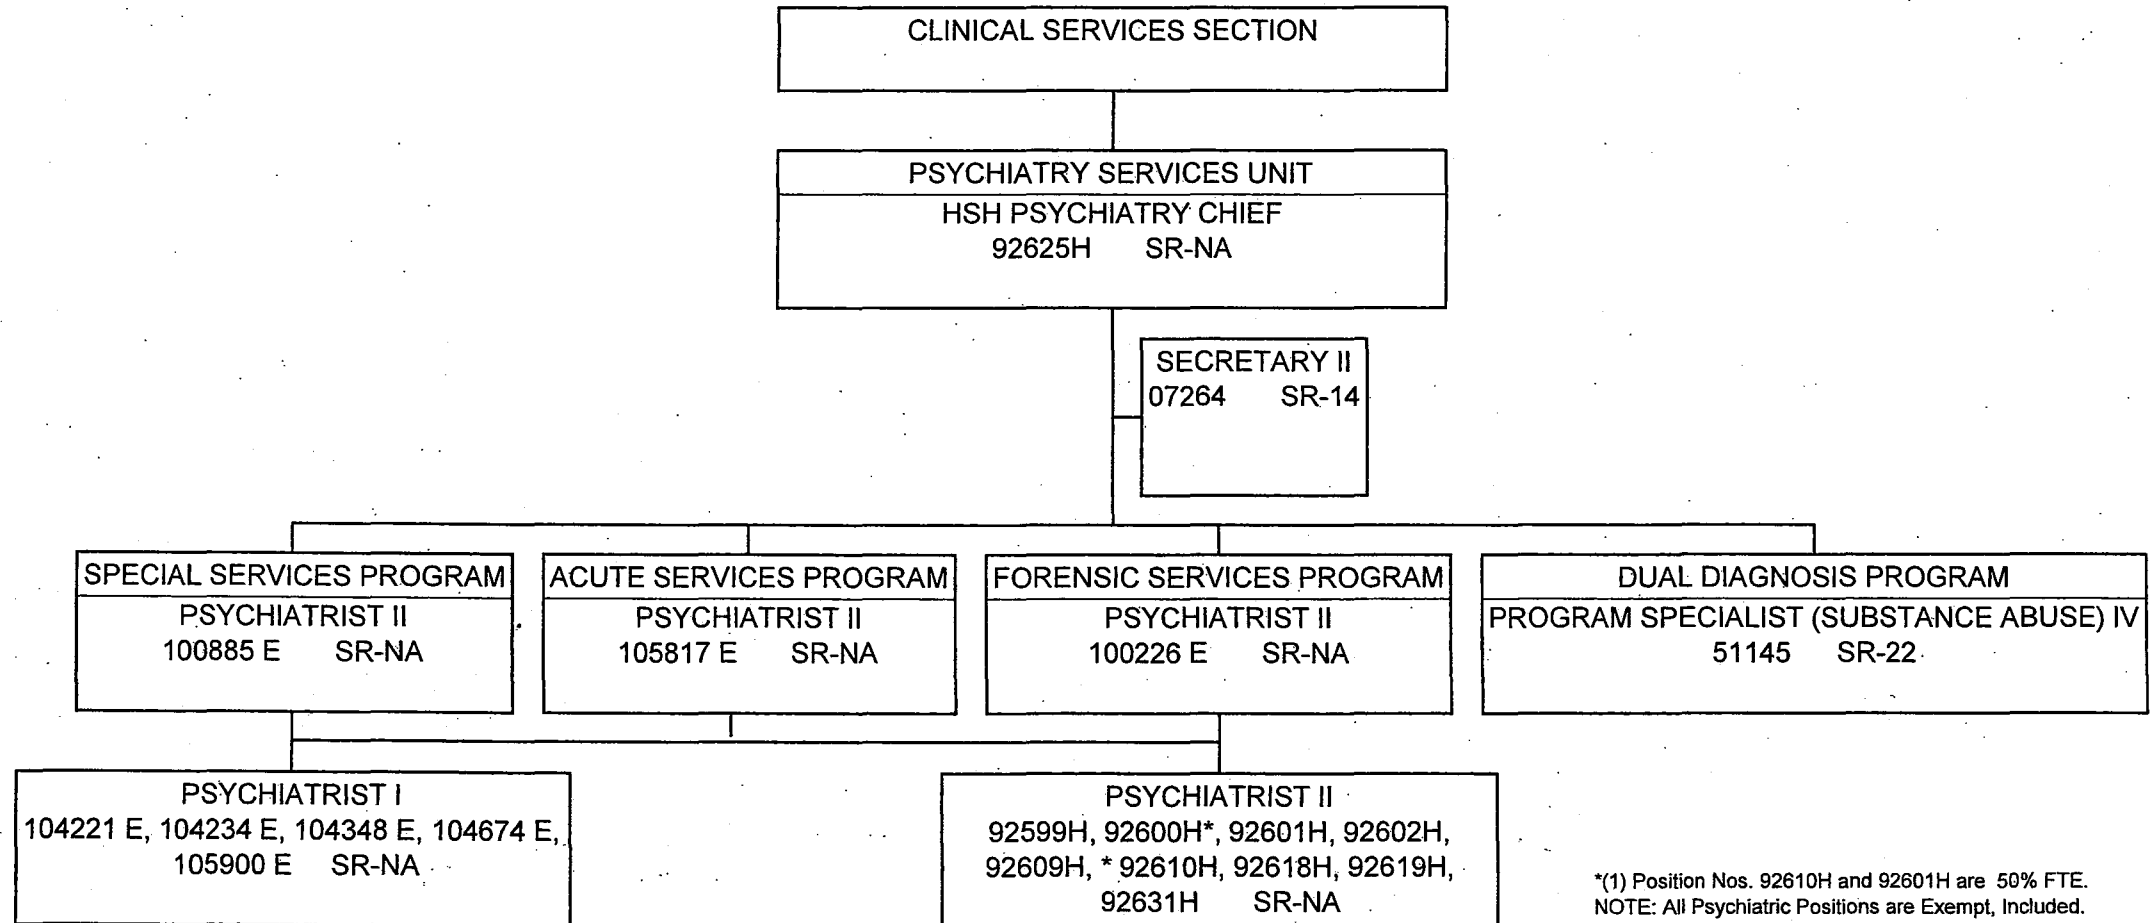 CLINICAL SERVICES SECTION
PSYCHIATRY SERVICES UNIT
HSH PSYCHIATRY CHIEF
92625H SR-NA
SECRETARY II
07264 SR-14
SPECIAL SERVICES PROGRAM
PSYCHIATRIST II
100885 E SR-NA
ACUTE SERVICES PROGRAM
PSYCHIATRIST II
105817 E SR-NA
FORENSIC SERVICES PROGRAM
PSYCHIATRIST II
100226 E SR-NA
DUAL DIAGNOSIS PROGRAM
PROGRAM SPECIALIST (SUBSTANCE ABUSE) IV
51145 SR-22
PSYCHIATRIST I
104221 E, 104234 E, 104348 E, 104674 E,
105900 E SR-NA
PSYCHIATRIST II
92599H, 92600H*, 92601H, 92602H,
92609H, * 92610H, 92618H, 92619H,
92631H SR-NA
*(1) Position Nos. 92610H and 92601H are 50% FTE.
NOTE: All Psychiatric Positions are Exempt, Included.